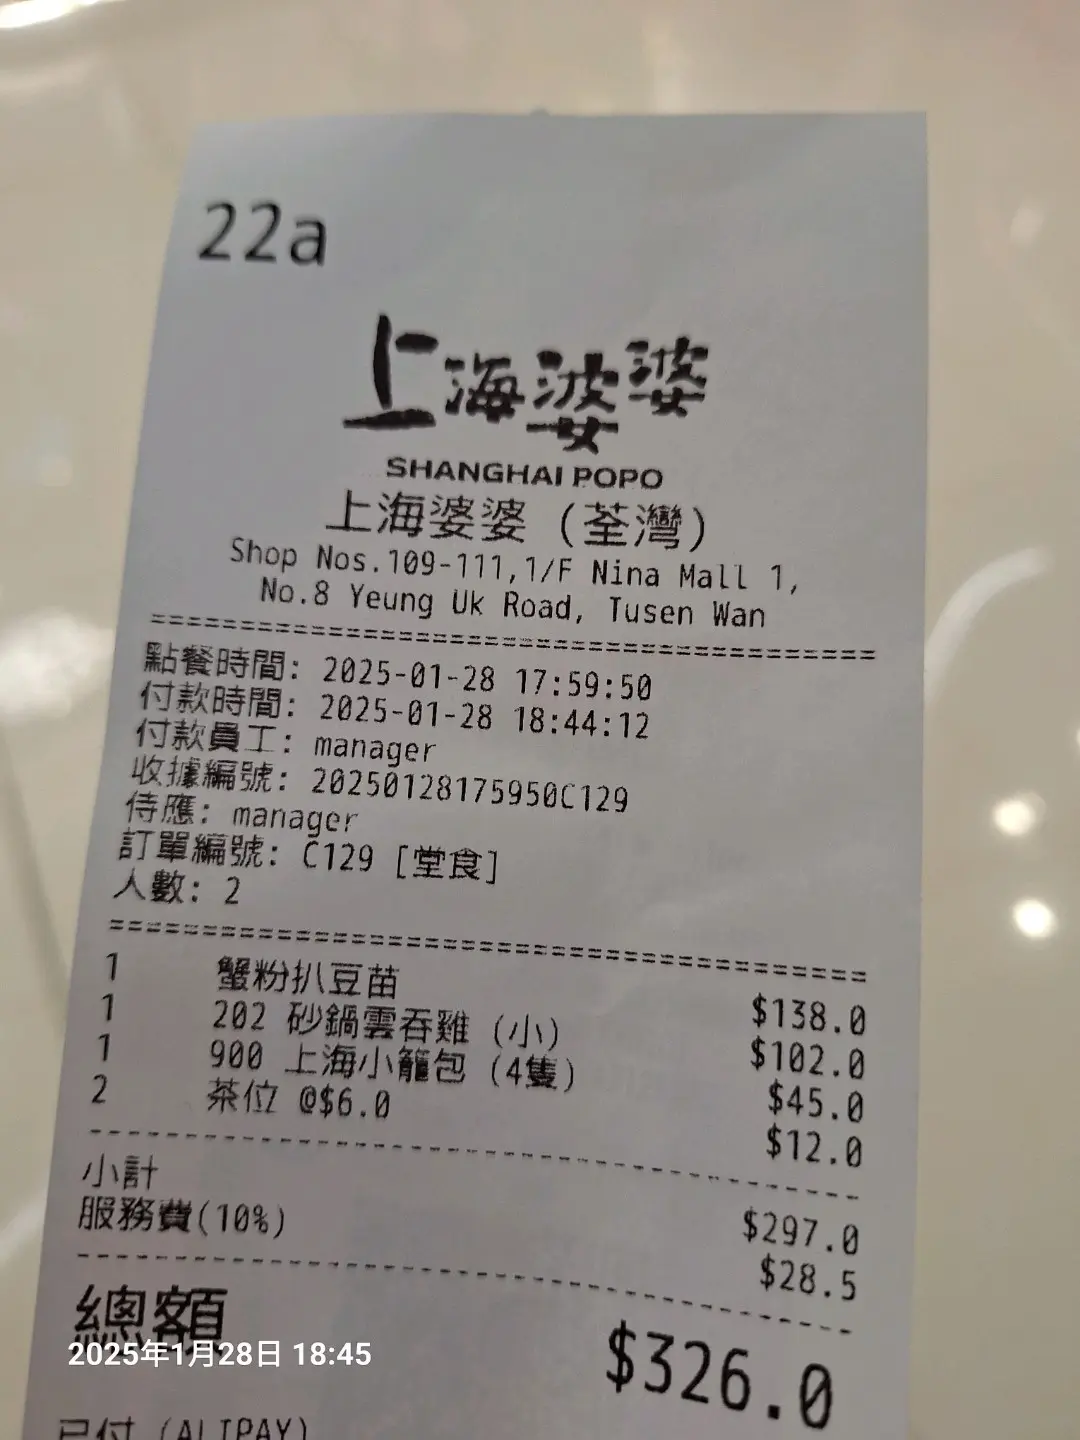 22a
上海婆婆
SHANGHAI POPO
上海婆婆 (荃灣)
Shop Nos.109-111,1/F Nina Mall 1,
No.8 Yeung Uk Road, Tusen Wan
點餐時間: 2025-01-28 17:59:50
付款時間: 2025-01-28 18:44:12
付款員工: manager
收據編號: 20250128175950C129
侍應: manager
訂單編號: C129 [堂食]
人數: 2
1 蟹粉扒豆苗 $138.0
1 202 砂鍋雲吞雞 (小) $102.0
1 900 上海小籠包 (4隻) $45.0
2 茶位 @$6.0 $12.0
小計 $297.0
服務費(10%) $28.5
總額 $326.0
2025年1月28日 18:45
已付 (ALIPAY)